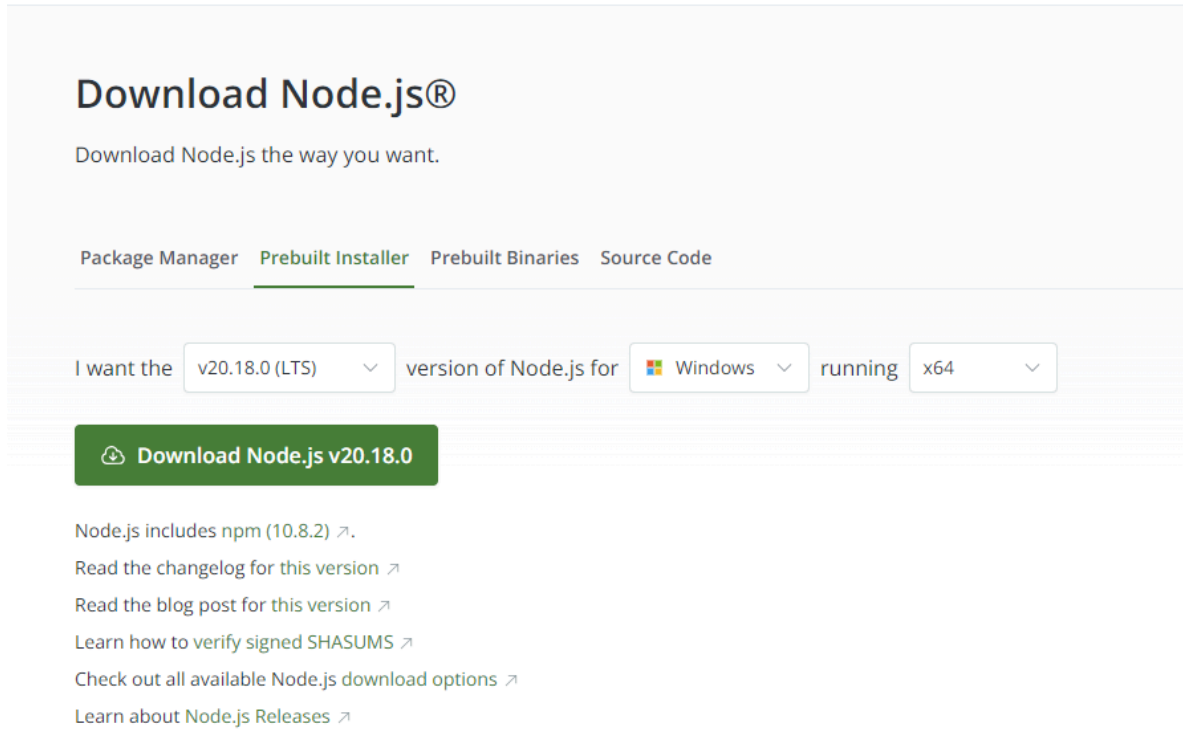 Download Node.js®
Download Node.js the way you want.
Package Manager Prebuilt Installer Prebuilt Binaries Source Code
I want the v20.18.0 (LTS) version of Node.js for Windows running x64
Download Node.js v20.18.0
Node.js includes npm (10.8.2) ↗.
Read the changelog for this version ↗
Read the blog post for this version ↗
Learn how to verify signed SHASUMS ↗
Check out all available Node.js download options ↗
Learn about Node.js Releases ↗